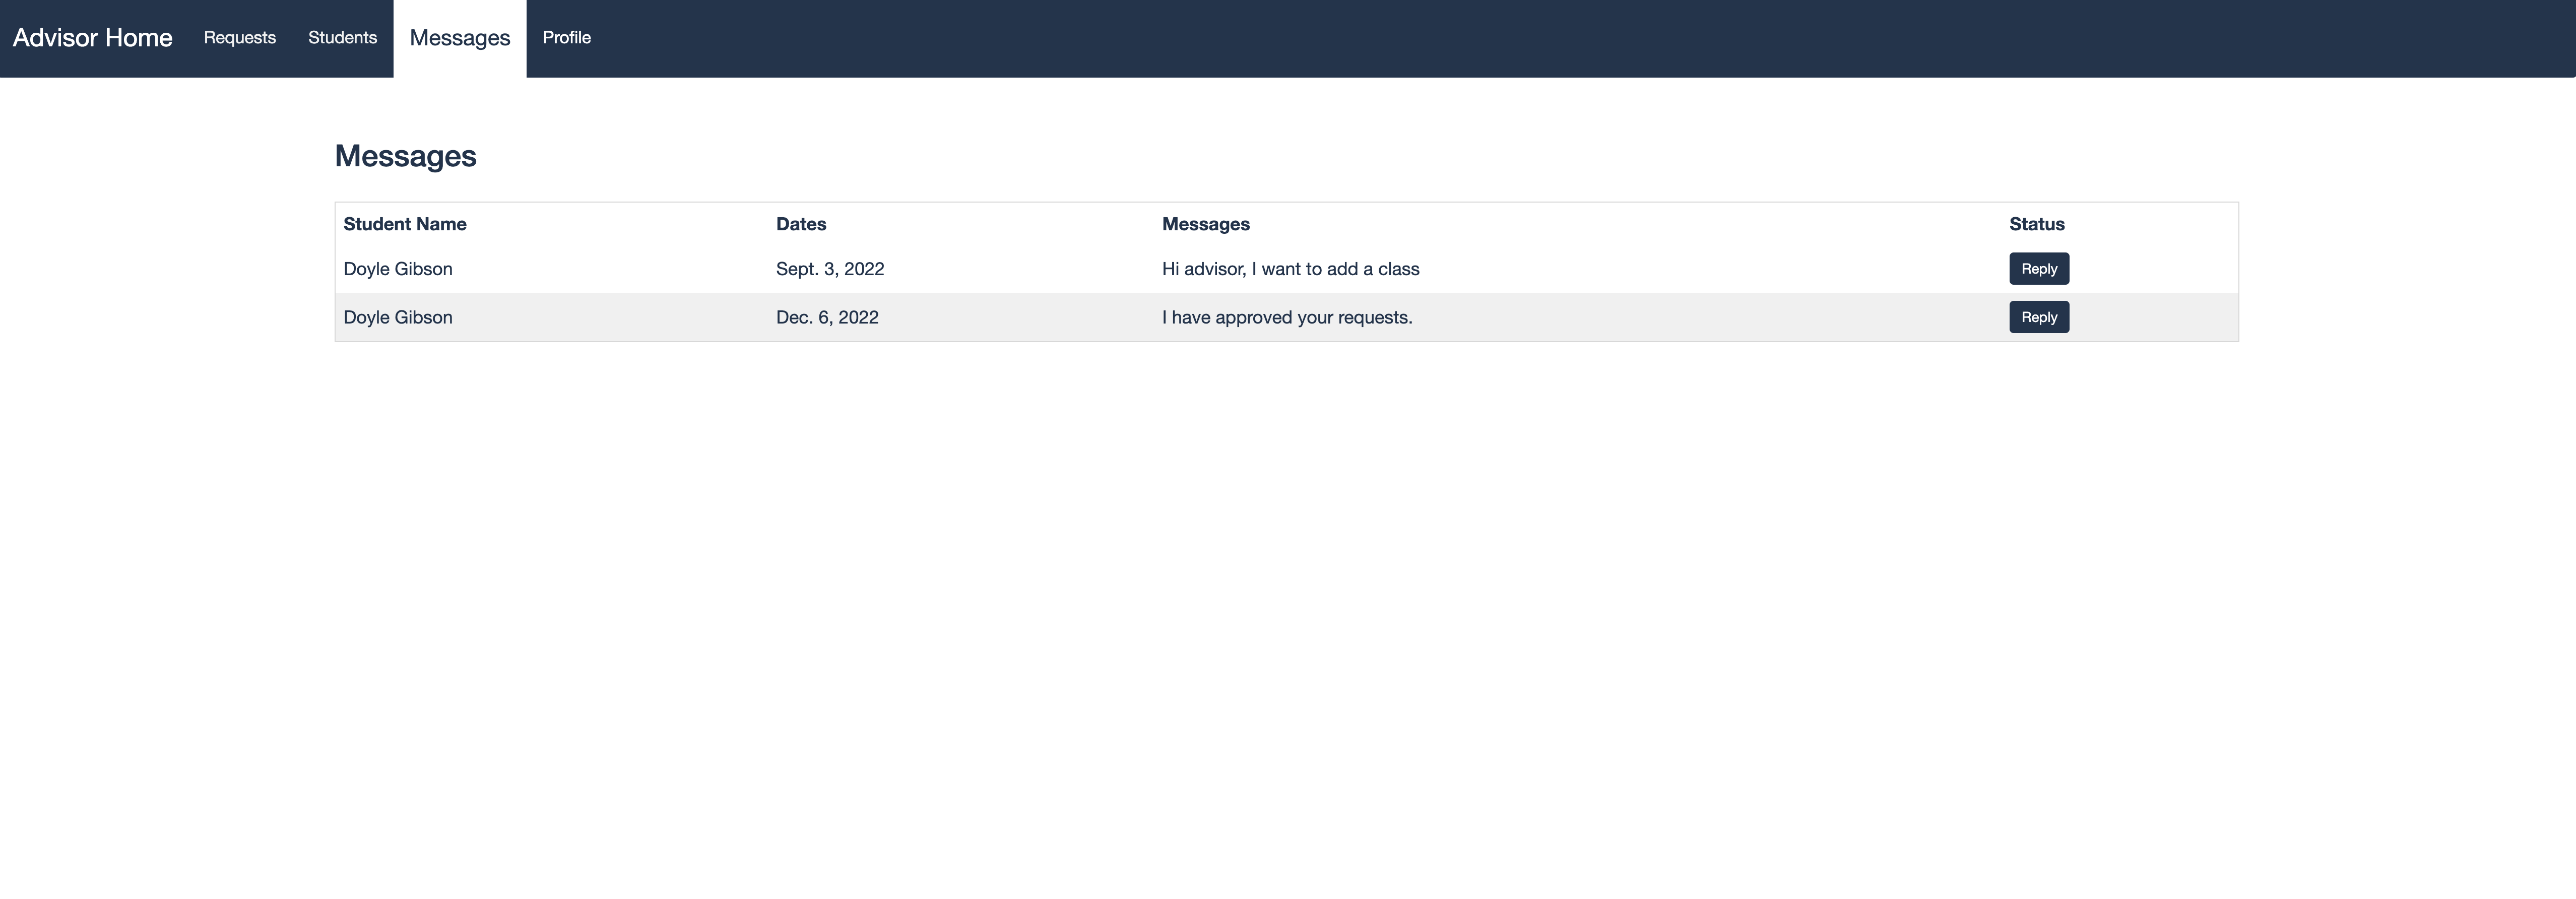 Advisor Home Requests Students Messages Profile
Messages
Student Name Dates Messages Status
Doyle Gibson Sept. 3, 2022 Hi advisor, I want to add a class Reply
Doyle Gibson Dec. 6, 2022 I have approved your requests. Reply